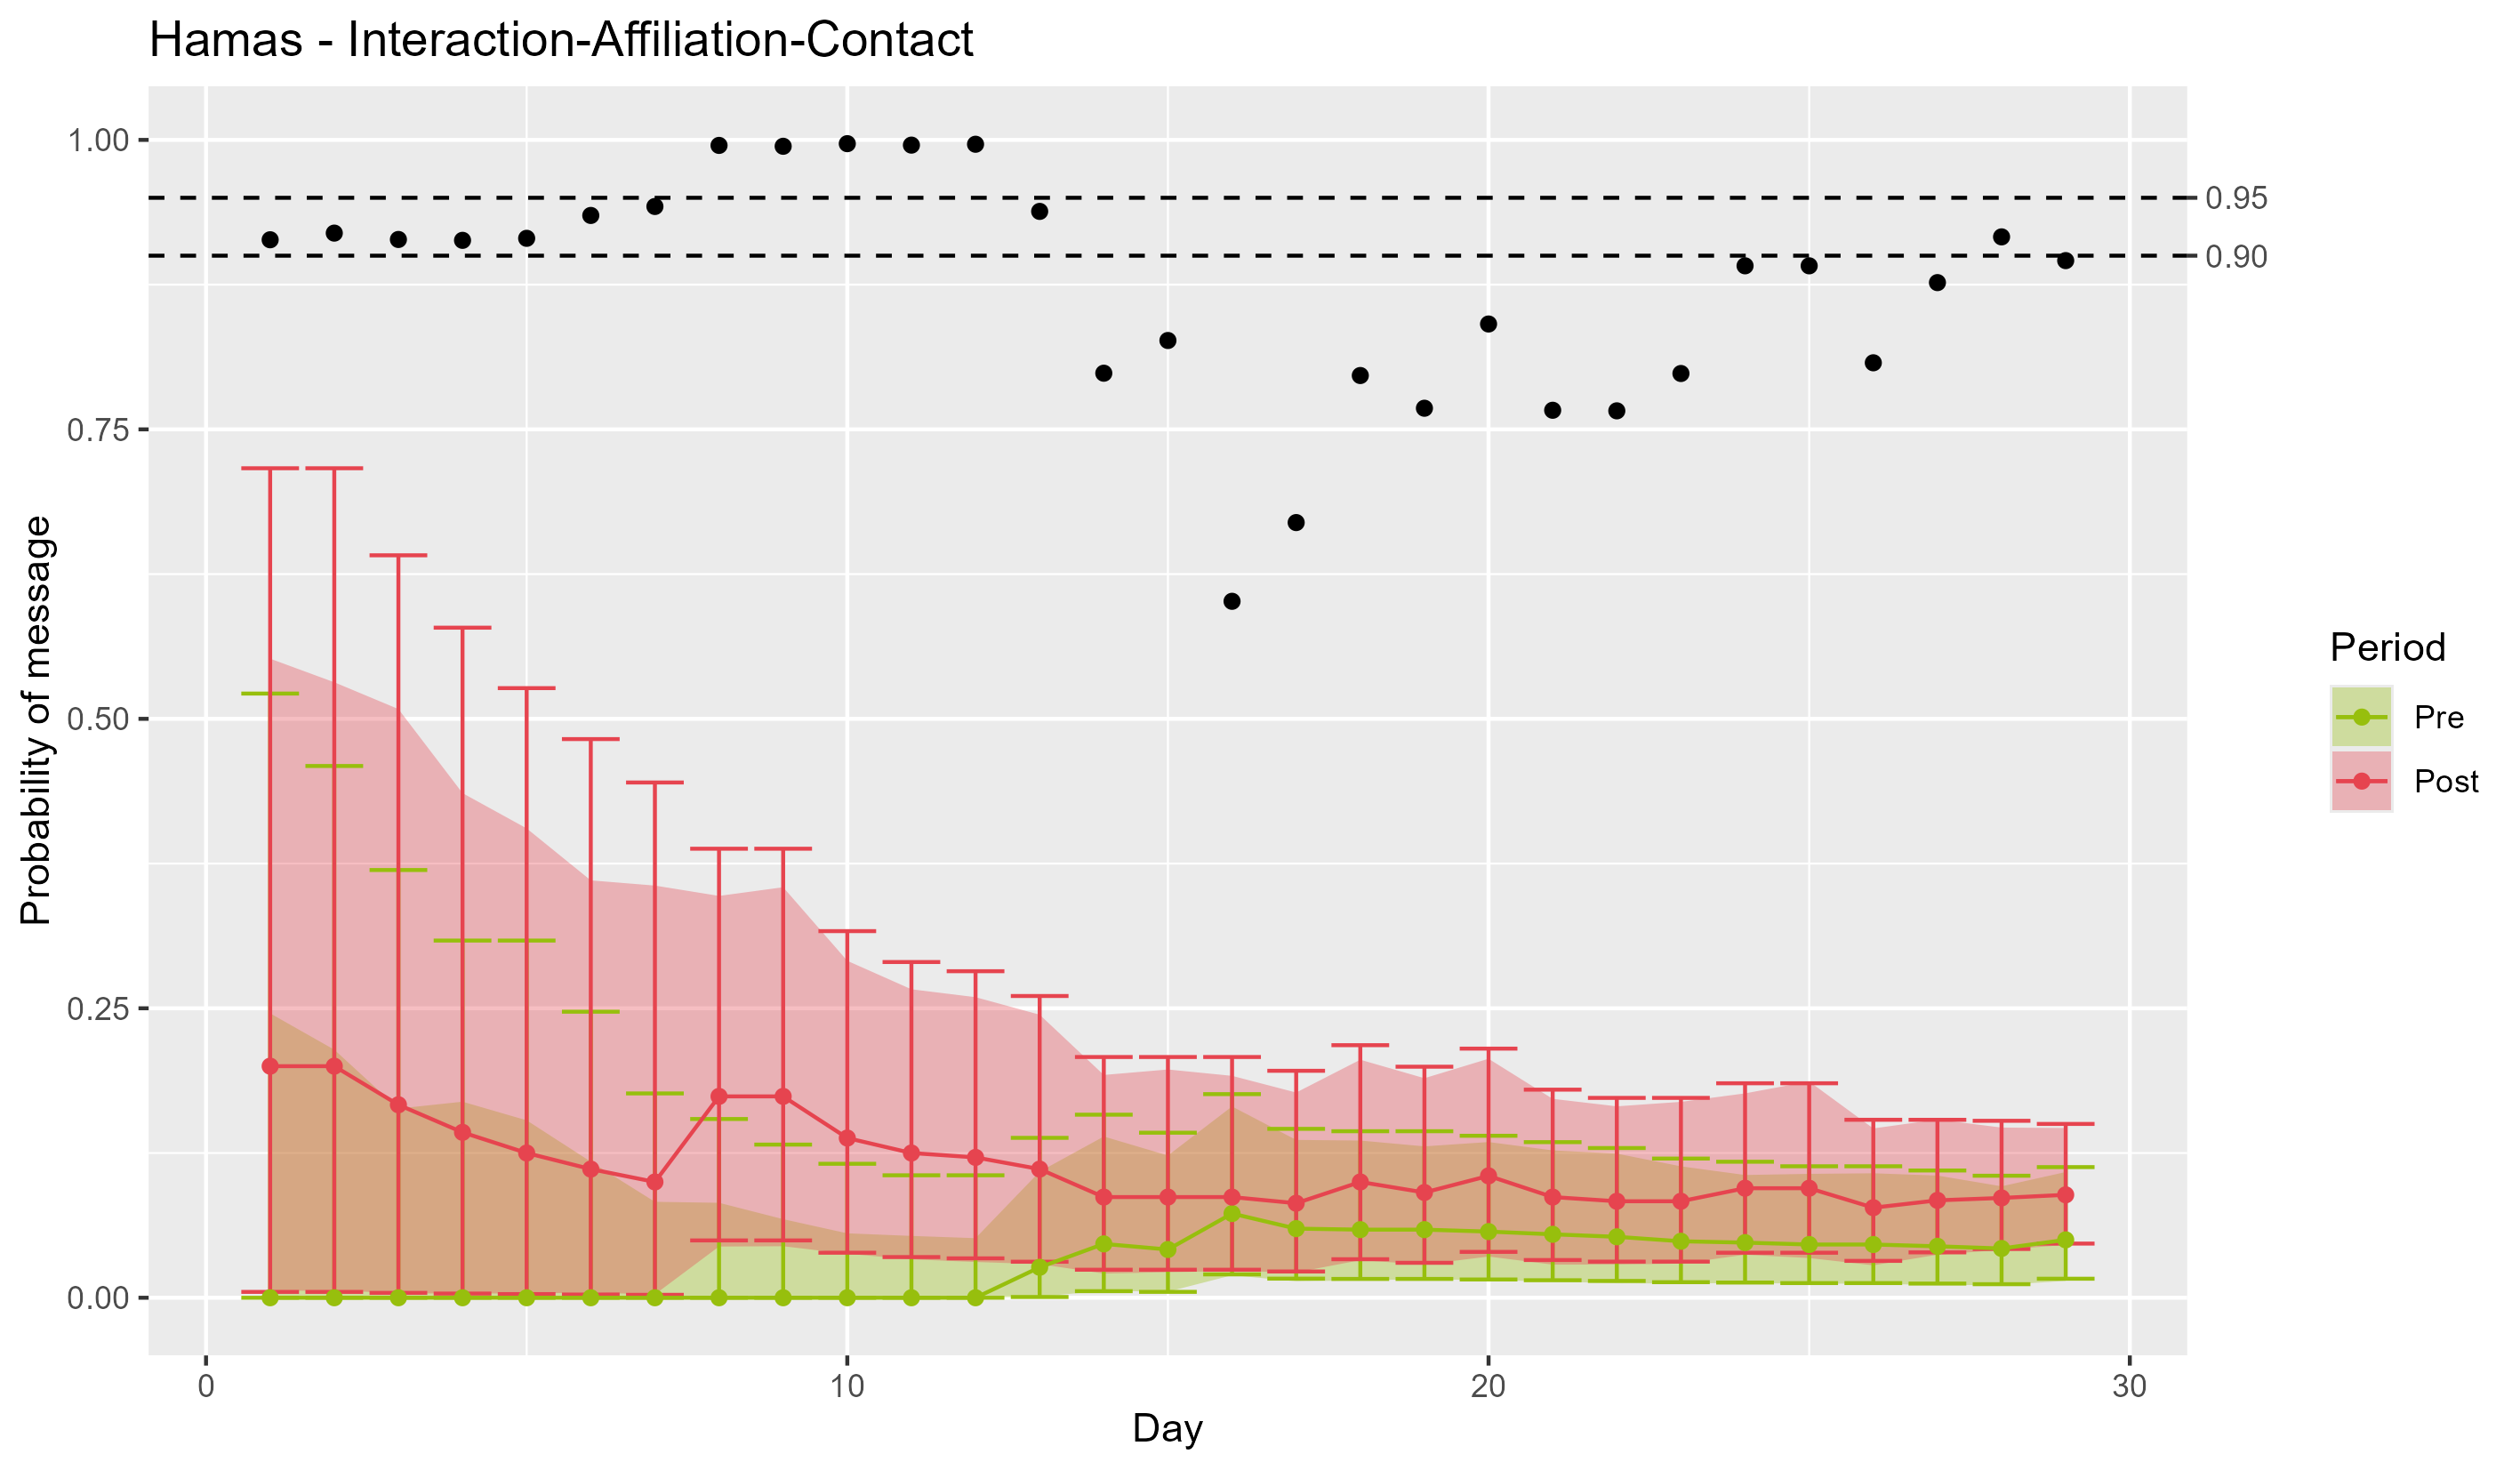 Hamas - Interaction-Affiliation-Contact
Probability of message
1.00
0.75
0.50
0.25
0.00
0.95
0.90
0
10
20
30
Day
Period
Pre
Post